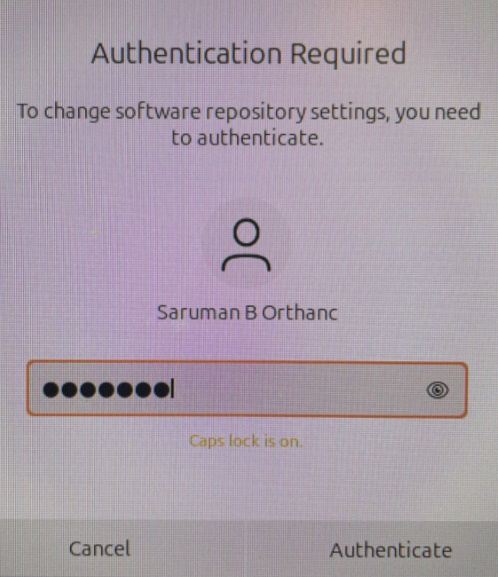 Authentication Required
To change software repository settings, you need
to authenticate.
Saruman B Orthanc
●●●●●●●
Caps lock is on.
Cancel
Authenticate